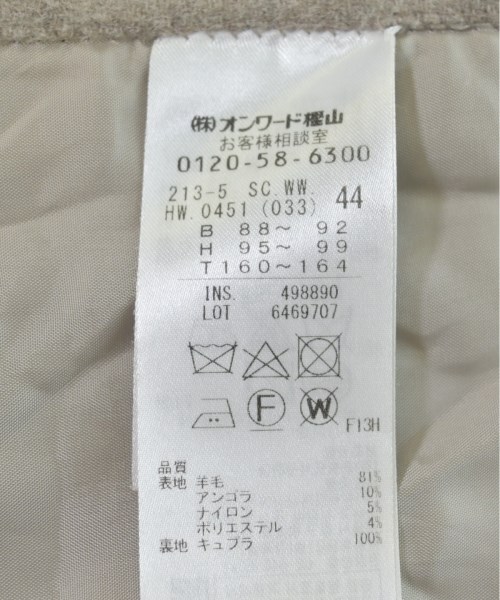 (株)オンワード樫山
お客様相談室
0120-58-6300
213-5 SC.WW.
HW.0451 (033) 44
B 88～ 92
H 95～ 99
T160～164
INS. 498890
LOT 6469707
F W F13H
品質
表地 羊毛 81%
アンゴラ 10%
ナイロン 5%
ポリエステル 4%
裏地 キュプラ 100%